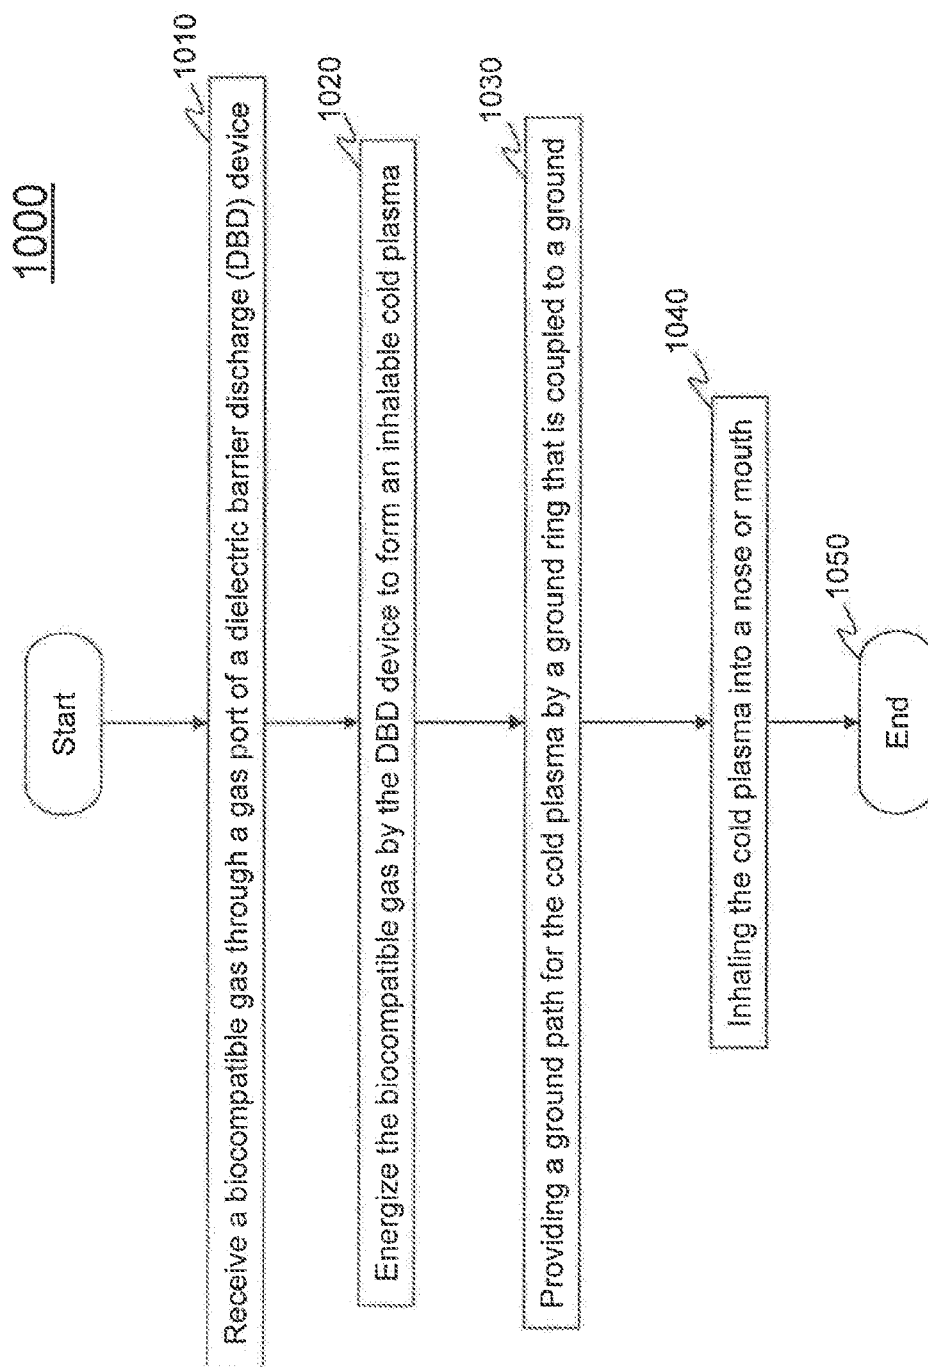 1000
Start
1010
Receive a biocompatible gas through a gas port of a dielectric barrier discharge (DBD) device
1020
Energize the biocompatible gas by the DBD device to form an inhalable cold plasma
1030
Providing a ground path for the cold plasma by a ground ring that is coupled to a ground
1040
Inhaling the cold plasma into a nose or mouth
1050
End